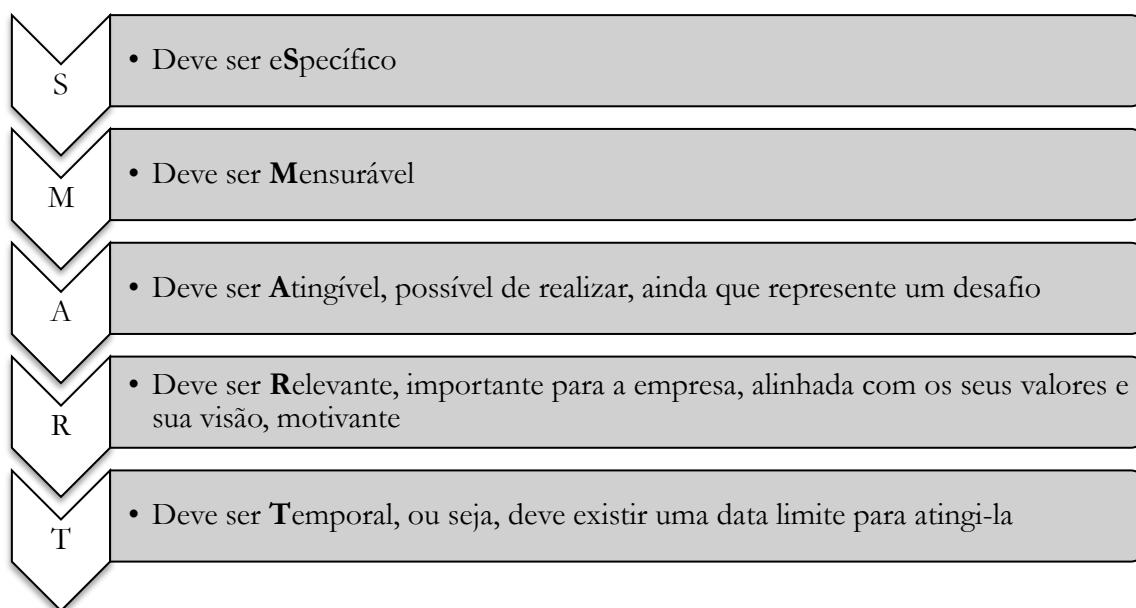 S
• Deve ser eSpecífico
M
• Deve ser Mensurável
A
• Deve ser Atingível, possível de realizar, ainda que represente um desafio
R
• Deve ser Relevante, importante para a empresa, alinhada com os seus valores e
sua visão, motivante
T
• Deve ser Temporal, ou seja, deve existir uma data limite para atingi-la